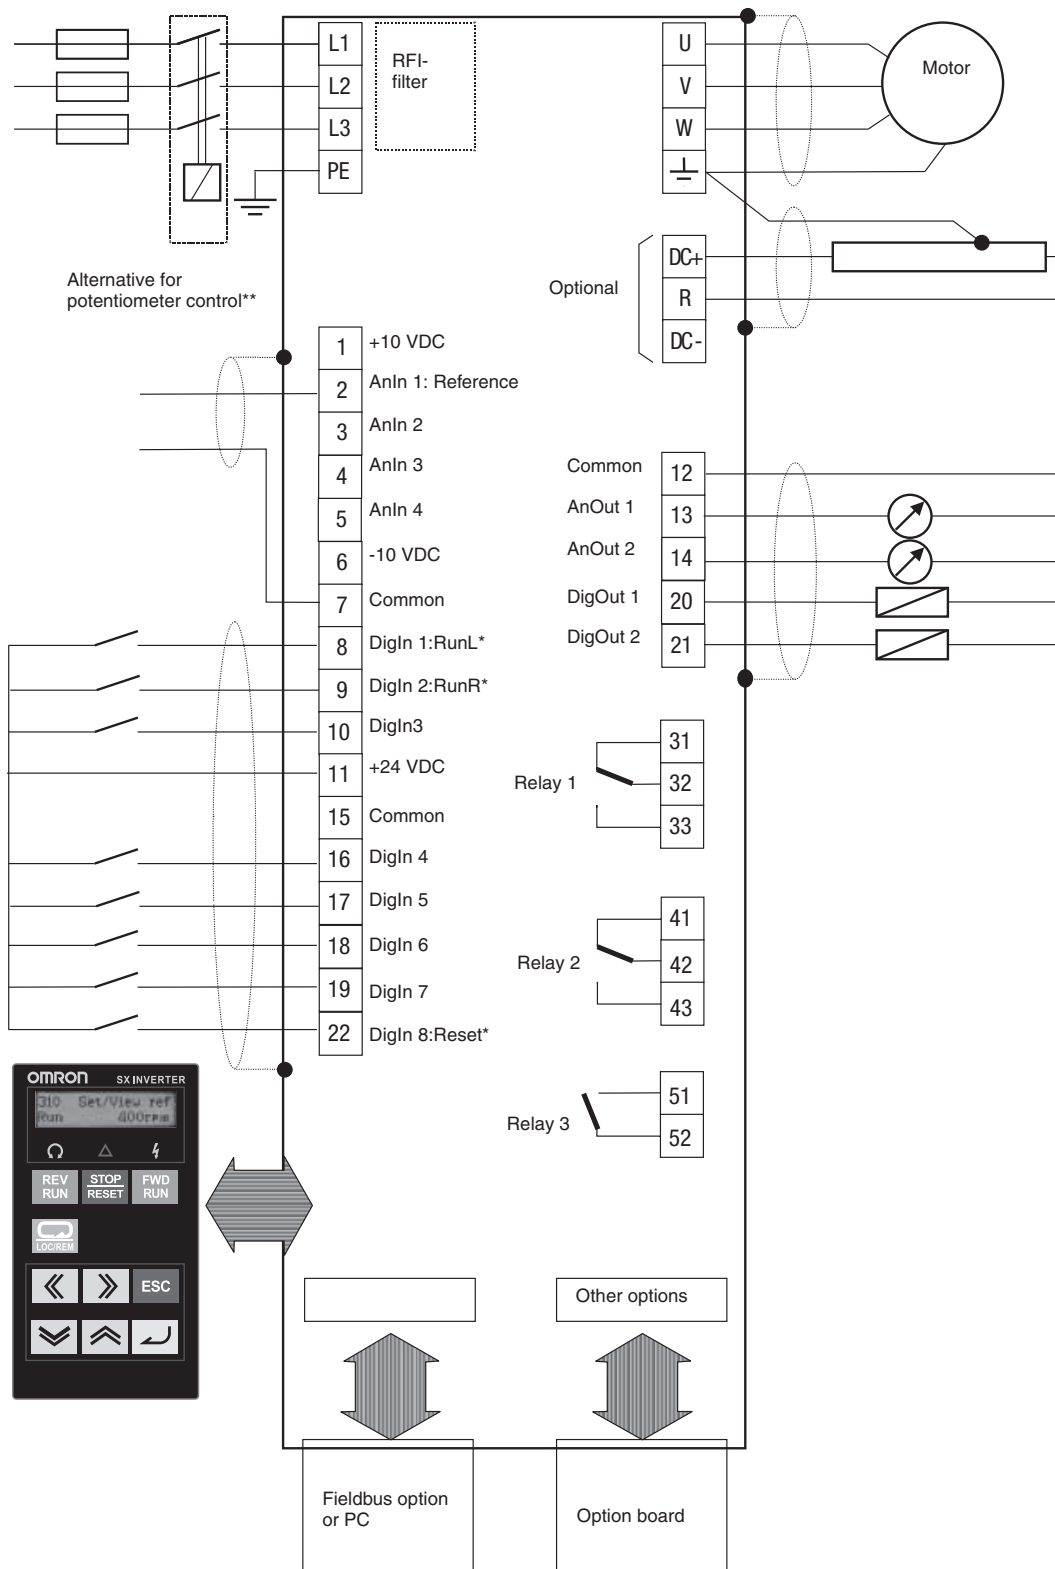 L1
L2
L3
PE
RFI-
filter
U
V
W
Motor
Alternative for
potentiometer control**
Optional
DC+
R
DC-
1 +10 VDC
2 AnIn 1: Reference
3 AnIn 2
4 AnIn 3
5 AnIn 4
6 -10 VDC
7 Common
8 DigIn 1:RunL*
9 DigIn 2:RunR*
10 DigIn3
11 +24 VDC
15 Common
16 DigIn 4
17 DigIn 5
18 DigIn 6
19 DigIn 7
22 DigIn 8:Reset*
Common 12
AnOut 1 13
AnOut 2 14
DigOut 1 20
DigOut 2 21
Relay 1
31
32
33
Relay 2
41
42
43
Relay 3
51
52
OMRON SX INVERTER
310 Set/View ref
Run 400rpm
REV
RUN
STOP
RESET
FWD
RUN
LOC/REM
ESC
Other options
Fieldbus option
or PC
Option board